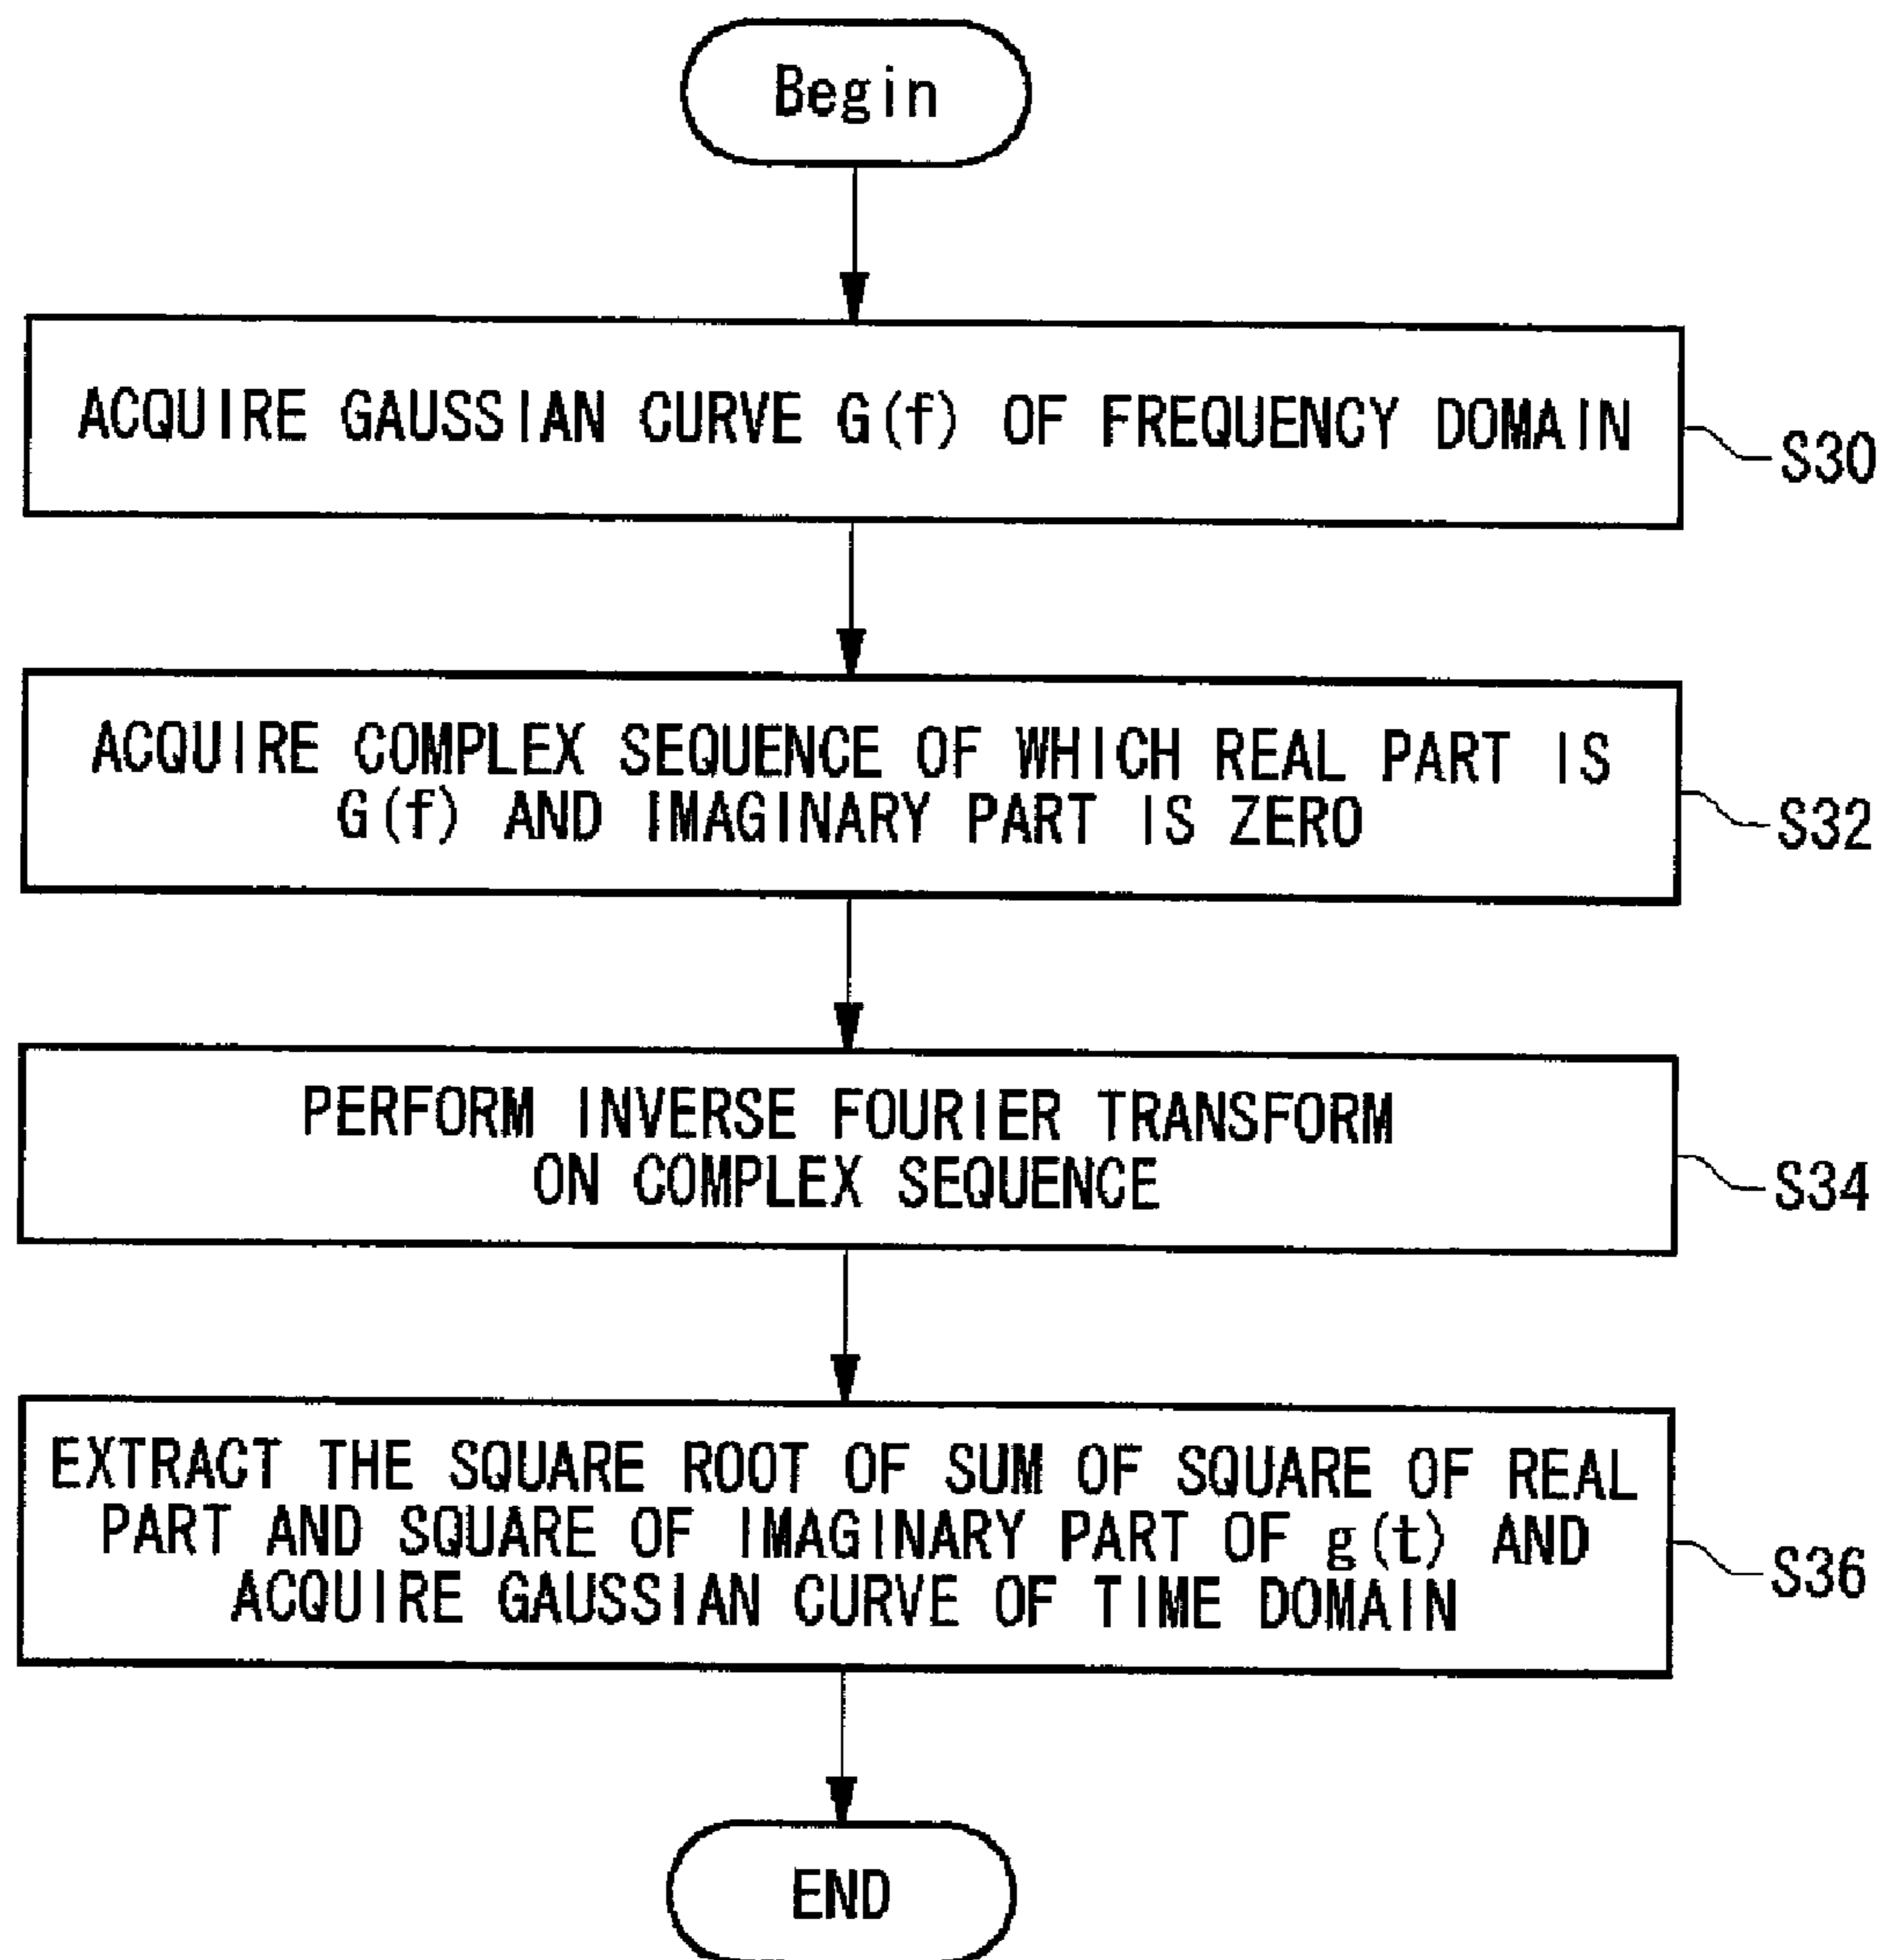 Begin
ACQUIRE GAUSSIAN CURVE G(f) OF FREQUENCY DOMAIN
S30
ACQUIRE COMPLEX SEQUENCE OF WHICH REAL PART IS
G(f) AND IMAGINARY PART IS ZERO
S32
PERFORM INVERSE FOURIER TRANSFORM
ON COMPLEX SEQUENCE
S34
EXTRACT THE SQUARE ROOT OF SUM OF SQUARE OF REAL
PART AND SQUARE OF IMAGINARY PART OF g(t) AND
ACQUIRE GAUSSIAN CURVE OF TIME DOMAIN
S36
END